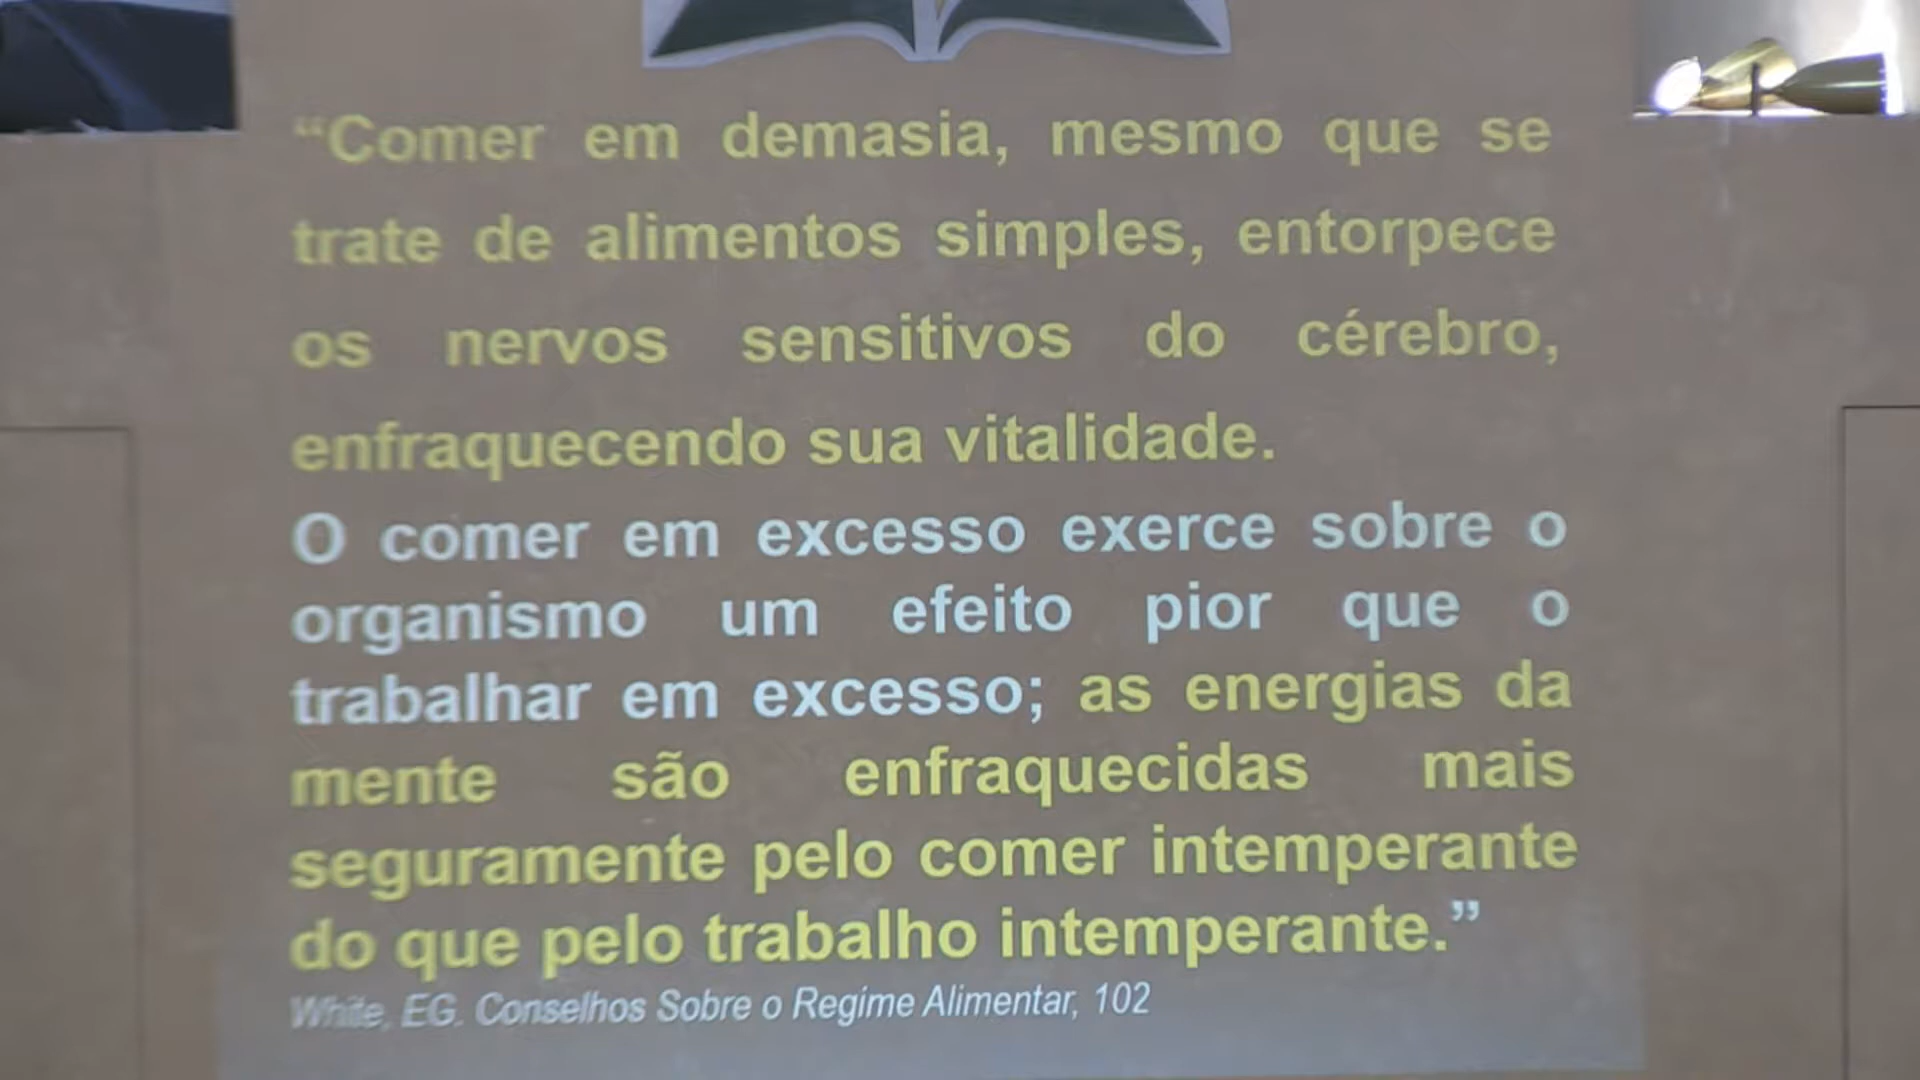 “Comer em demasia, mesmo que se
trate de alimentos simples, entorpece
os nervos sensitivos do cérebro,
enfraquecendo sua vitalidade.
O comer em excesso exerce sobre o
organismo um efeito pior que o
trabalhar em excesso; as energias da
mente são enfraquecidas mais
seguramente pelo comer intemperante
do que pelo trabalho intemperante.”
White, EG. Conselhos Sobre o Regime Alimentar, 102